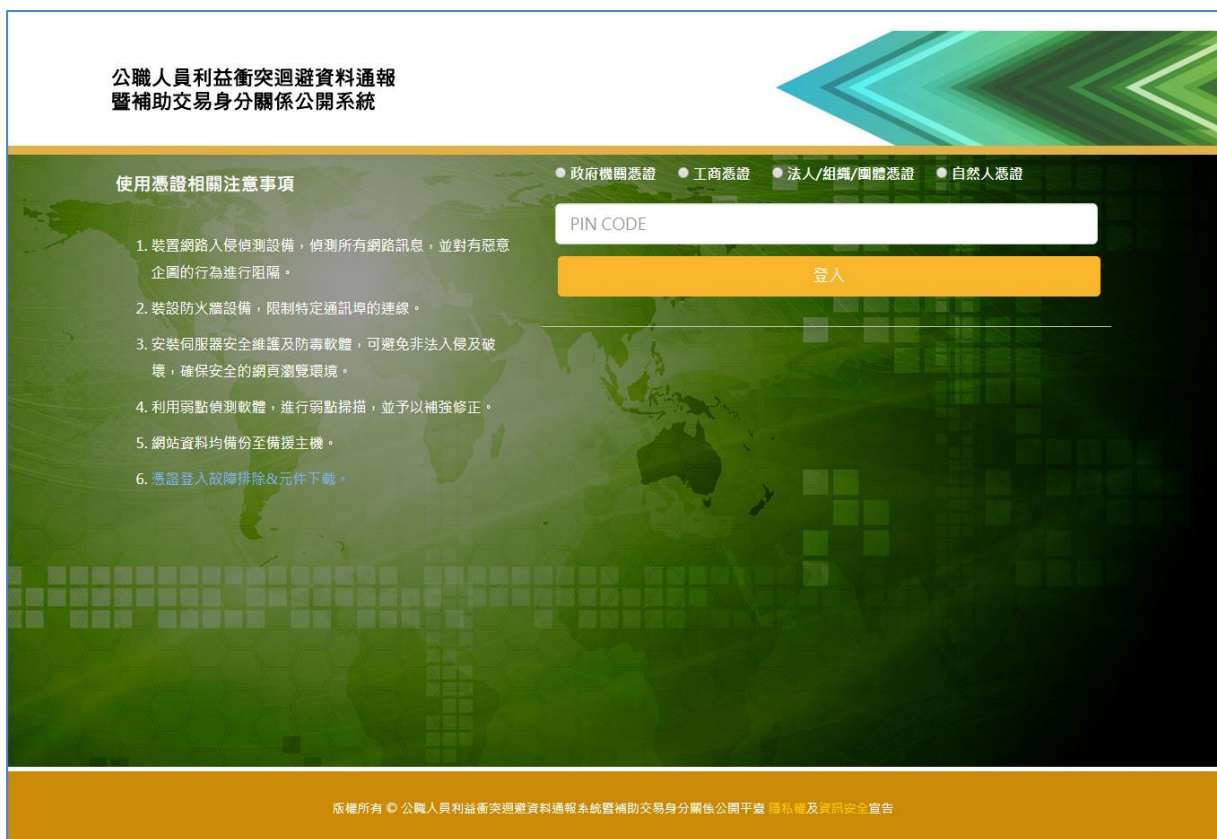 公職人員利益衝突迴避資料通報
暨補助交易身分關係公開系統
使用憑證相關注意事項
1. 裝置網路入侵偵測設備，偵測所有網路訊息，並對有惡意
企圖的行為進行阻隔。
2. 裝設防火牆設備，限制特定通訊埠的連線。
3. 安裝伺服器安全維護及防毒軟體，可避免非法入侵及破
壞，確保安全的網頁瀏覽環境。
4. 利用弱點偵測軟體，進行弱點掃描，並予以補強修正。
5. 網站資料均備份至備援主機。
6. 憑證登入故障排除&元件下載。
政府機關憑證 工商憑證 法人/組織/團體憑證 自然人憑證
PIN CODE
登入
版權所有 © 公職人員利益衝突迴避資料通報系統暨補助交易身分關係公開平臺 隱私權及資訊安全宣告